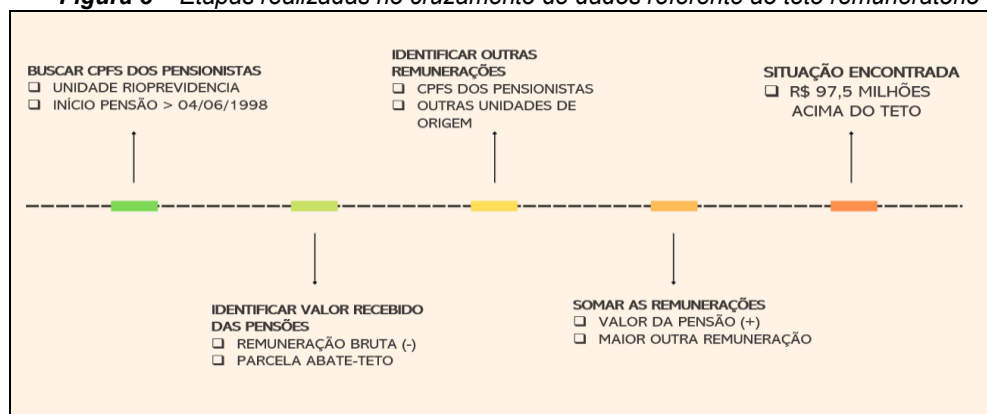 Figura 6 – Etapas realizadas no cruzamento de dados referente ao teto remuneratório
BUSCAR CPFS DOS PENSIONISTAS
❑ UNIDADE RIOPREVIDENCIA
❑ INÍCIO PENSÃO > 04/06/1998
IDENTIFICAR OUTRAS
REMUNERAÇÕES
❑ CPFS DOS PENSIONISTAS
❑ OUTRAS UNIDADES DE
ORIGEM
SITUAÇÃO ENCONTRADA
❑ R$ 97,5 MILHÕES
ACIMA DO TETO
IDENTIFICAR VALOR RECEBIDO
DAS PENSÕES
❑ REMUNERAÇÃO BRUTA (-)
❑ PARCELA ABATE-TETO
SOMAR AS REMUNERAÇÕES
❑ VALOR DA PENSÃO (+)
❑ MAIOR OUTRA REMUNERAÇÃO